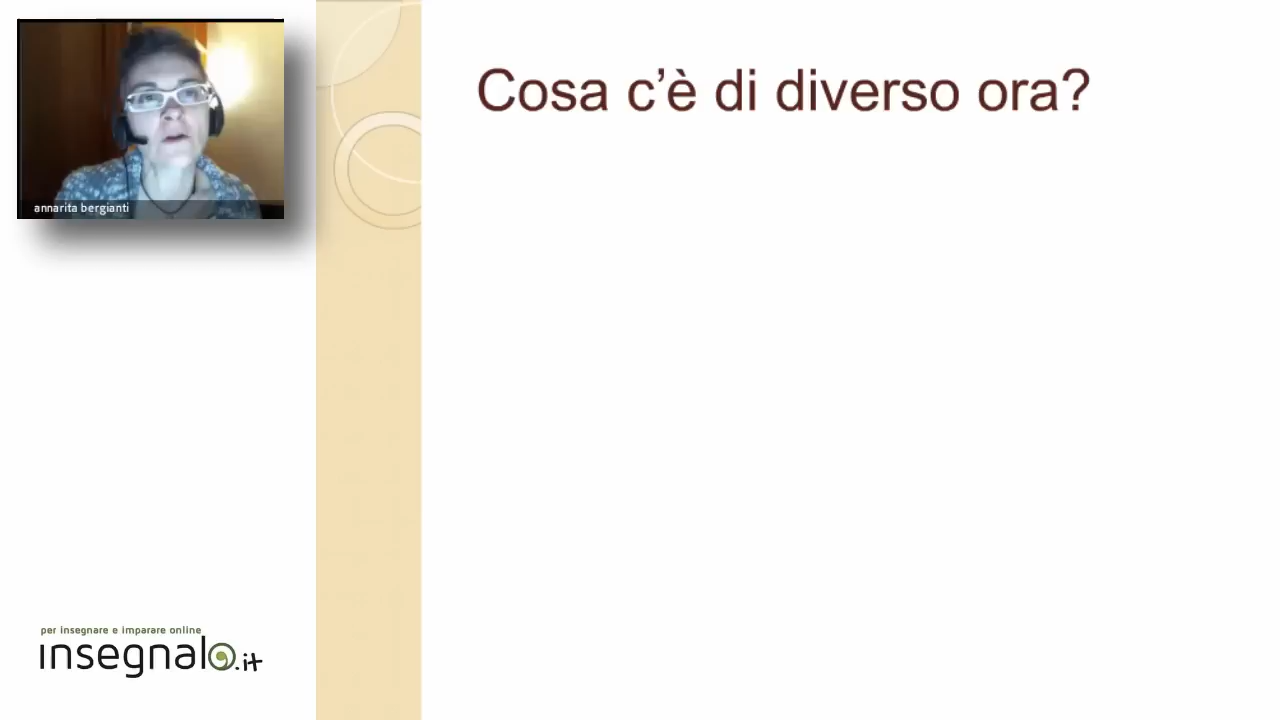 Cosa c’è di diverso ora?
annarita bergianti
per insegnare e imparare online
insegnalo.it